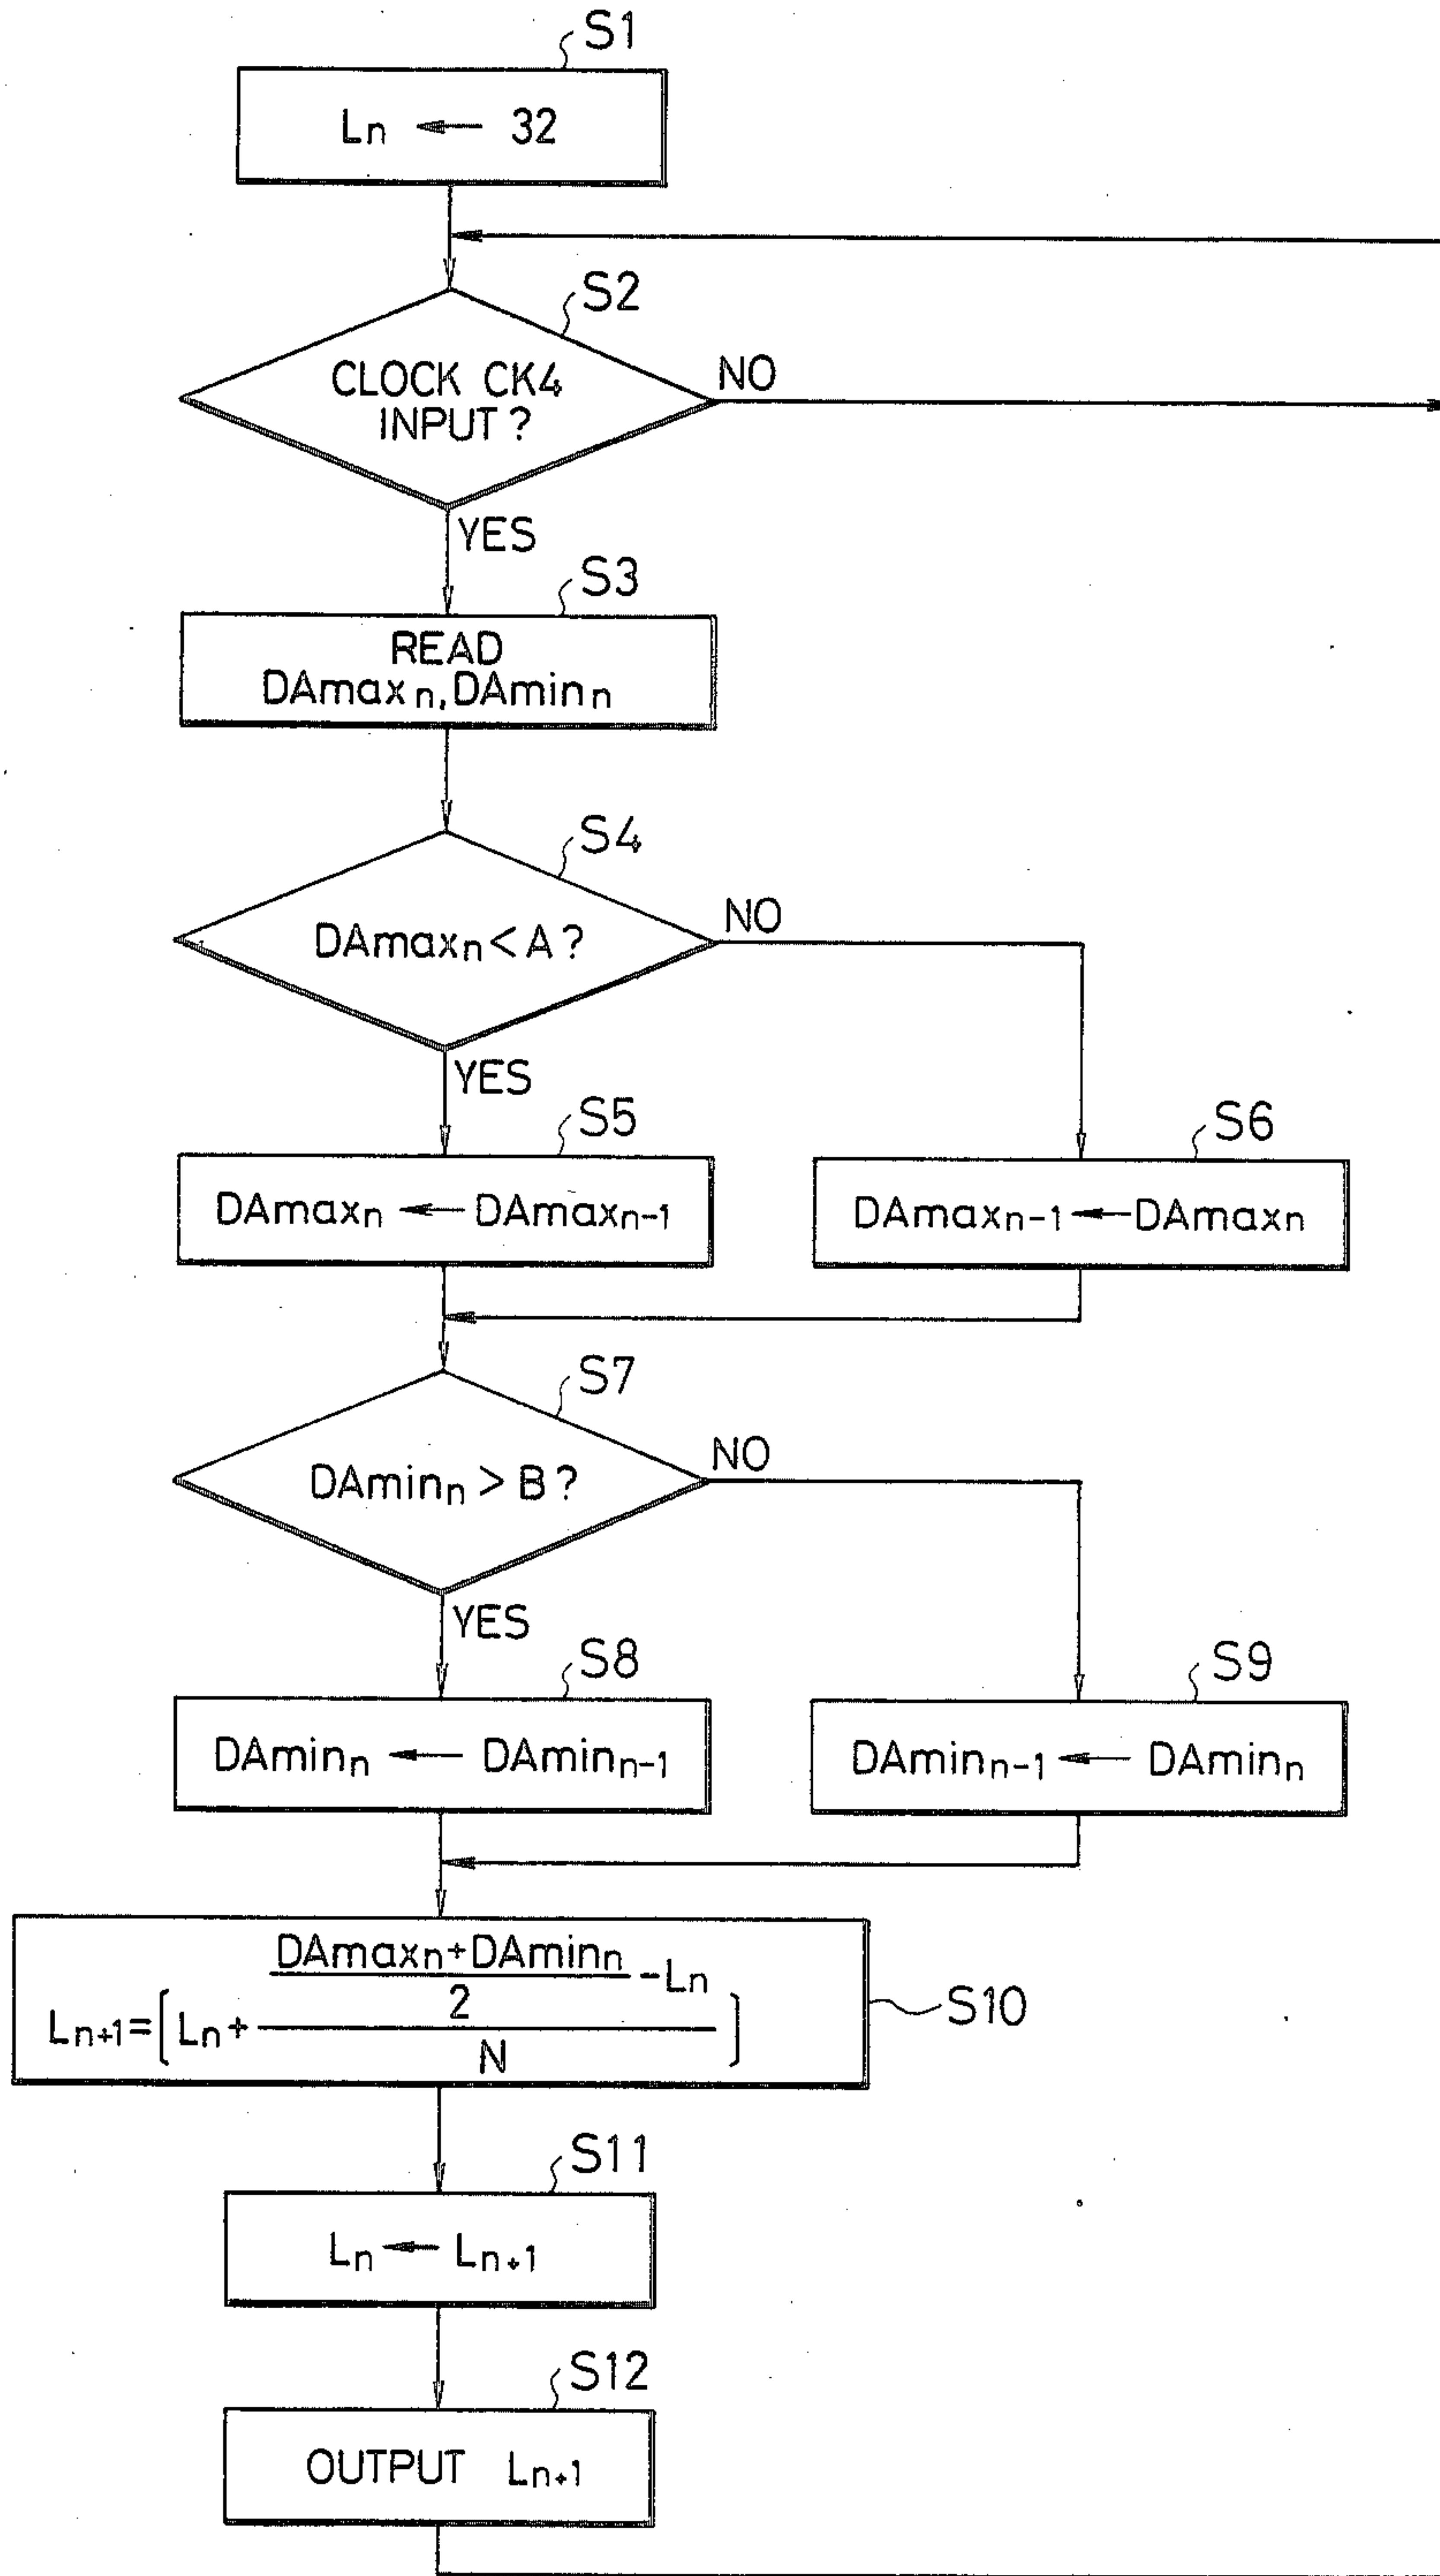 S1
Ln ← 32
S2
CLOCK CK4
INPUT?
NO
YES
S3
READ
DAmaxn, DAminn
S4
DAmaxn < A?
NO
YES
S5
DAmaxn ← DAmaxn-1
S6
DAmaxn-1 ← DAmaxn
S7
DAminn > B?
NO
YES
S8
DAminn ← DAminn-1
S9
DAminn-1 ← DAminn
DAmaxn+DAminn
2
-Ln
Ln+1=[Ln+
N
]
S10
S11
Ln ← Ln+1
S12
OUTPUT Ln+1